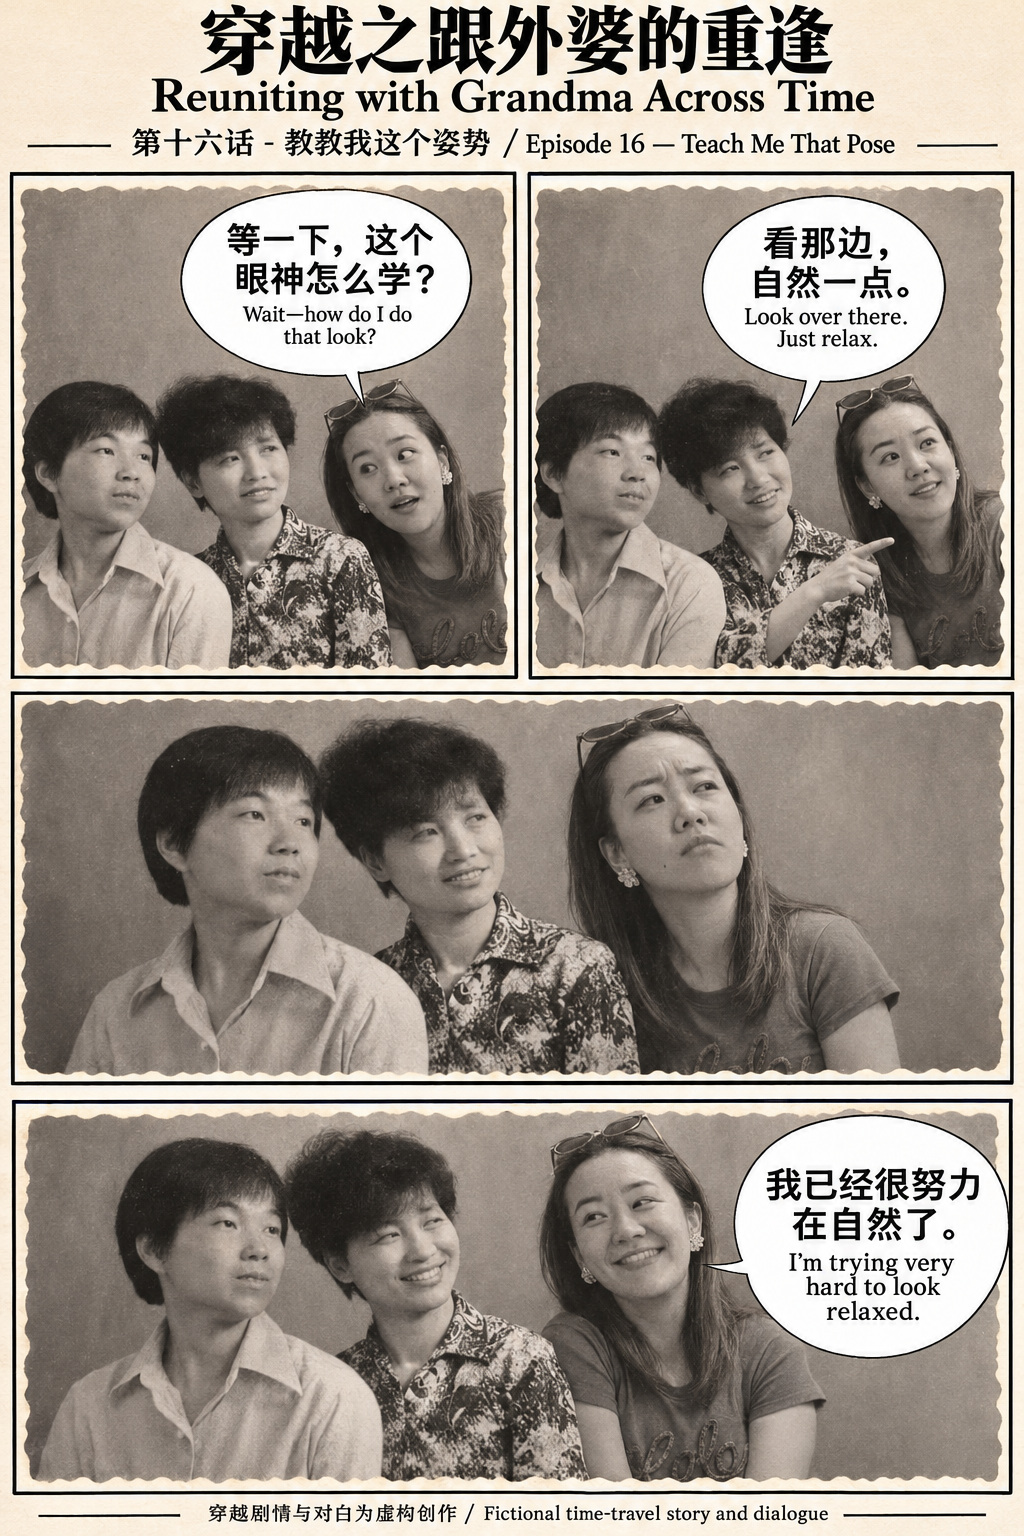 穿越之跟外婆的重逢
Reuniting with Grandma Across Time
第十六话 - 教教我这个姿势 / Episode 16 — Teach Me That Pose
等一下，这个
眼神怎么学？
Wait—how do I do
that look?
看那边，
自然一点。
Look over there.
Just relax.
我已经很努力
在自然了。
I'm trying very
hard to look
relaxed.
穿越剧情与对白为虚构创作 / Fictional time-travel story and dialogue